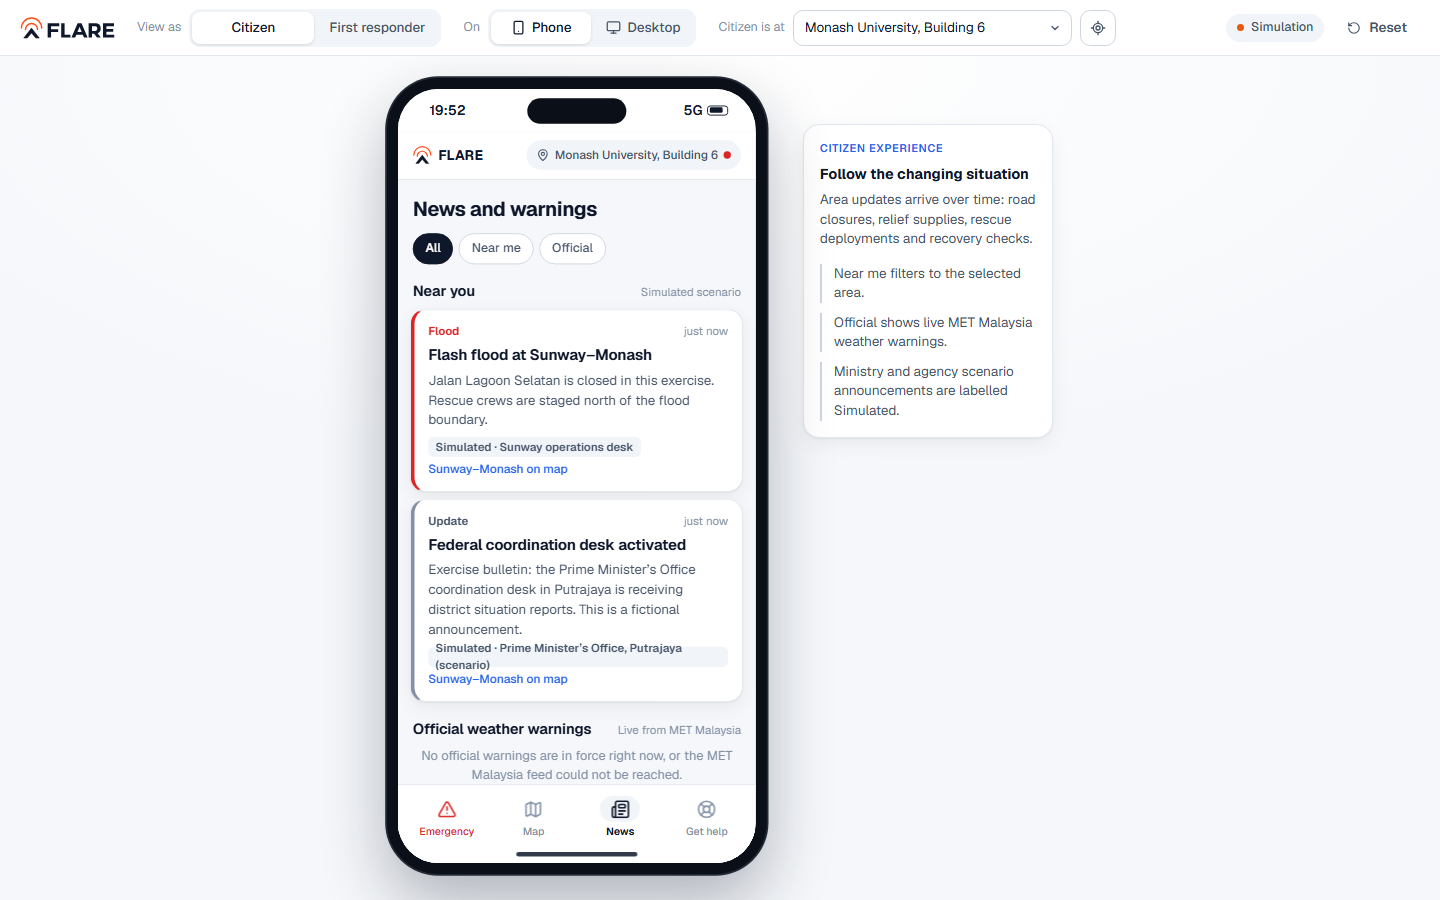 FLARE
View as
Citizen
First responder
On
Phone
Desktop
Citizen is at
Monash University, Building 6
Simulation
Reset
19:52
5G
FLARE
Monash University, Building 6
News and warnings
All
Near me
Official
Near you
Simulated scenario
Flood
just now
Flash flood at Sunway–Monash
Jalan Lagoon Selatan is closed in this exercise.
Rescue crews are staged north of the flood
boundary.
Simulated · Sunway operations desk
Sunway–Monash on map
Update
just now
Federal coordination desk activated
Exercise bulletin: the Prime Minister’s Office
coordination desk in Putrajaya is receiving
district situation reports. This is a fictional
announcement.
Simulated · Prime Minister’s Office, Putrajaya
(scenario)
Sunway–Monash on map
Official weather warnings
Live from MET Malaysia
No official warnings are in force right now, or the MET
Malaysia feed could not be reached.
Emergency
Map
News
Get help
CITIZEN EXPERIENCE
Follow the changing situation
Area updates arrive over time: road
closures, relief supplies, rescue
deployments and recovery checks.
Near me filters to the selected
area.
Official shows live MET Malaysia
weather warnings.
Ministry and agency scenario
announcements are labelled
Simulated.